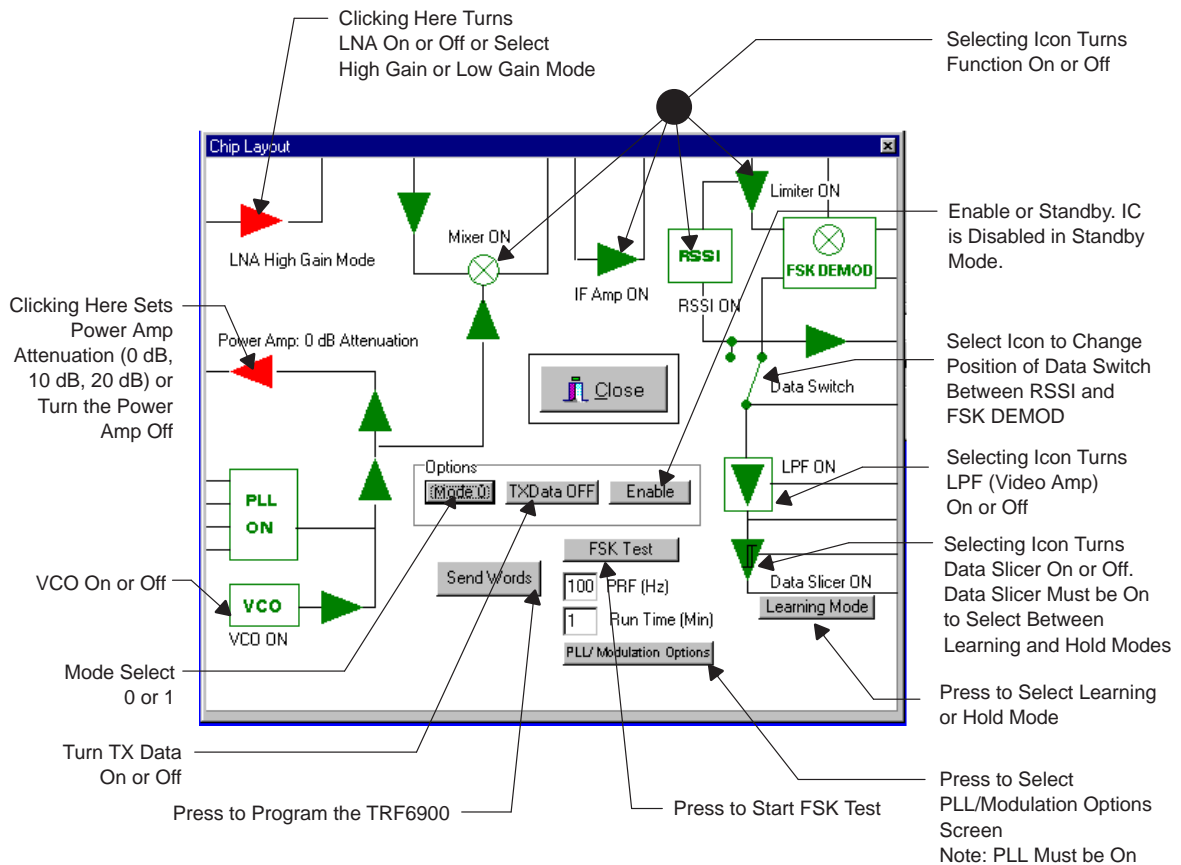 Clicking Here Turns
LNA On or Off or Select
High Gain or Low Gain Mode
Selecting Icon Turns
Function On or Off
Chip Layout
Limiter ON
Mixer ON
LNA High Gain Mode
RSSI
FSK DEMOD
IF Amp ON
RSSI ON
Enable or Standby. IC
is Disabled in Standby
Mode.
Clicking Here Sets
Power Amp
Attenuation (0 dB,
10 dB, 20 dB) or
Turn the Power
Amp Off
Power Amp: 0 dB Attenuation
Close
Data Switch
Select Icon to Change
Position of Data Switch
Between RSSI and
FSK DEMOD
Options
Mode 0
TXData OFF
Enable
LPF ON
Selecting Icon Turns
LPF (Video Amp)
On or Off
PLL
ON
FSK Test
Send Words
100 PRF (Hz)
1 Run Time (Min)
PLL/ Modulation Options
Data Slicer ON
Learning Mode
Selecting Icon Turns
Data Slicer On or Off.
Data Slicer Must be On
to Select Between
Learning and Hold Modes
VCO On or Off
VCO
VCO ON
Mode Select
0 or 1
Press to Select Learning
or Hold Mode
Turn TX Data
On or Off
Press to Program the TRF6900
Press to Start FSK Test
Press to Select
PLL/Modulation Options
Screen
Note: PLL Must be On